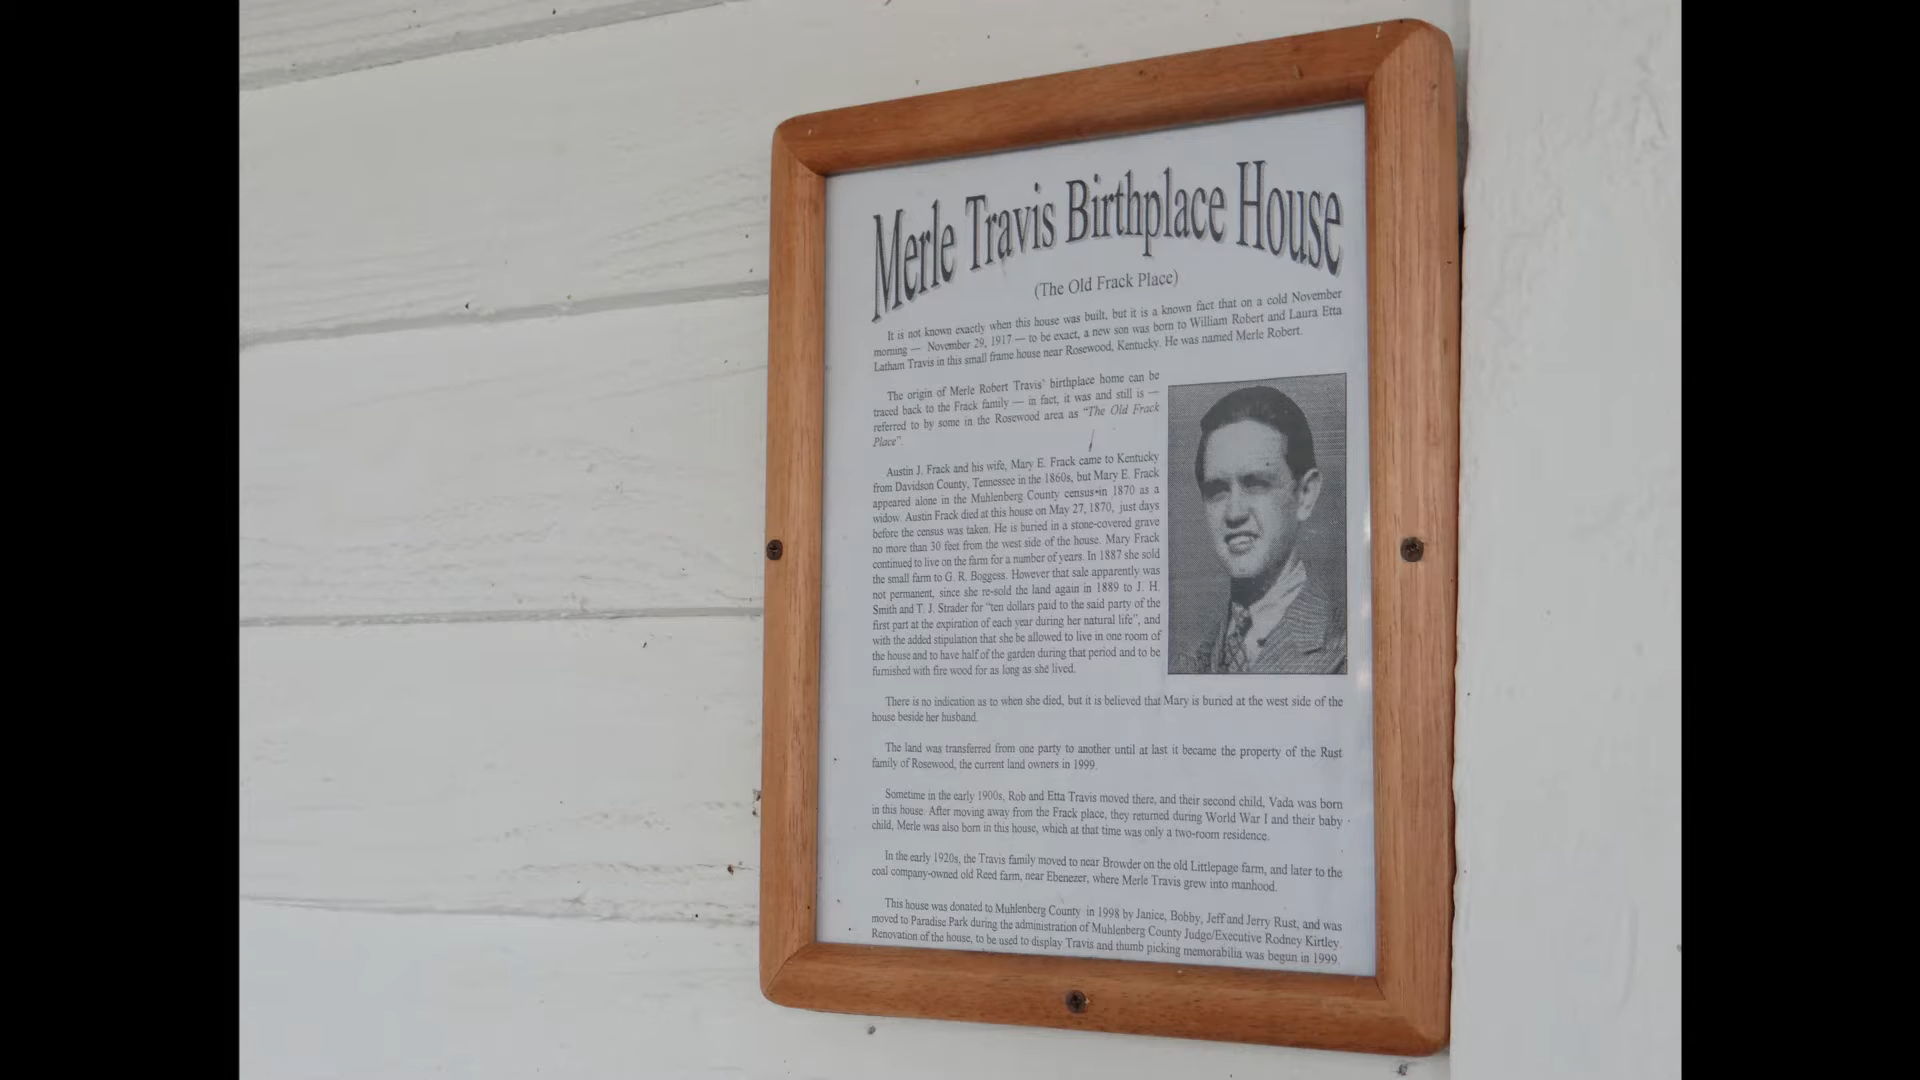 Merle Travis Birthplace House
(The Old Frack Place)
It is not known exactly when this house was built, but it is a known fact that on a cold November
morning — November 29, 1917 — to be exact, a new son was born to William Robert and Laura Etta
Latham Travis in this small frame house near Rosewood, Kentucky. He was named Merle Robert.
The origin of Merle Robert Travis' birthplace home can be
traced back to the Frack family — in fact, it was and still is —
referred to by some in the Rosewood area as "The Old Frack
Place".
Austin J. Frack and his wife, Mary E. Frack came to Kentucky
from Davidson County, Tennessee in the 1860s, but Mary E. Frack
appeared alone in the Muhlenberg County census in 1870 as a
widow. Austin Frack died at this house on May 27, 1870, just days
before the census was taken. He is buried in a stone-covered grave
no more than 30 feet from the west side of the house. Mary Frack
continued to live on the farm for a number of years. In 1887 she sold
the small farm to G. R. Boggess. However that sale apparently was
not permanent, since she re-sold the land again in 1889 to J. H.
Smith and T. J. Strader for "ten dollars paid to the said party of the
first part at the expiration of each year during her natural life", and
with the added stipulation that she be allowed to live in one room of
the house and to have half of the garden during that period and to be
furnished with fire wood for as long as she lived.
There is no indication as to when she died, but it is believed that Mary is buried at the west side of the
house beside her husband.
The land was transferred from one party to another until at last it became the property of the Rust
family of Rosewood, the current land owners in 1999.
Sometime in the early 1900s, Rob and Etta Travis moved there, and their second child, Vada was born
in this house. After moving away from the Frack place, they returned during World War I and their baby
child, Merle was also born in this house, which at that time was only a two-room residence.
In the early 1920s, the Travis family moved to near Browder on the old Littlepage farm, and later to the
coal company-owned old Reed farm, near Ebenezer, where Merle Travis grew into manhood.
This house was donated to Muhlenberg County in 1998 by Janice, Bobby, Jeff and Jerry Rust, and was
moved to Paradise Park during the administration of Muhlenberg County Judge/Executive Rodney Kirtley.
Renovation of the house, to be used to display Travis and thumb picking memorabilia was begun in 1999.